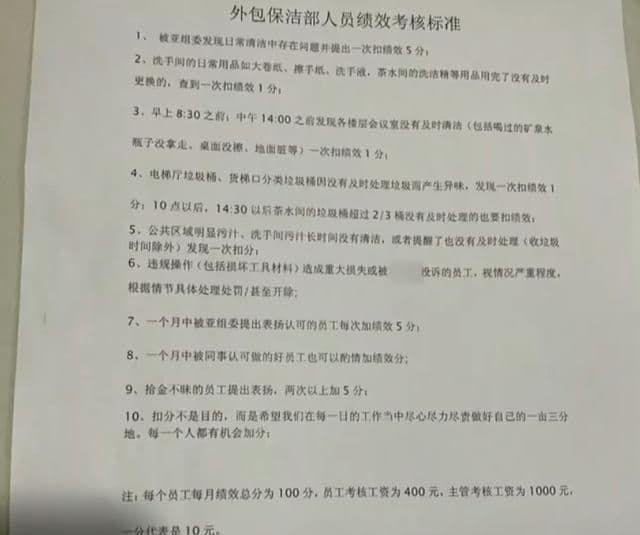 外包保洁部人员绩效考核标准
1、 被亚组委发现日常清洁中存在问题并提出一次扣绩效 5 分；
2、洗手间的日常用品如大卷纸、擦手纸、洗手液，茶水间的洗洁精等用品用完了没有及时
更换的，查到一次扣绩效 1 分；
3、早上 8:30 之前；中午 14:00 之前发现各楼层会议室没有及时清洁（包括喝过的矿泉水
瓶子没拿走、桌面没擦、地面脏等）一次扣绩效 1 分；
4、电梯厅垃圾桶、货梯口分类垃圾桶因没有及时处理垃圾而产生异味，发现一次扣绩效 1
分；10 点以后，14:30 以后茶水间的垃圾桶超过 2/3 桶没有及时处理的也要扣绩效；
5、公共区域明显污汁、洗手间污汁长时间没有清洁，或者提醒了也没有及时处理（收垃圾
时间除外）发现一次扣分；
6、违规操作（包括损坏工具材料）造成重大损失或被 投诉的员工，视情况严重程度，
根据情节具体处理处罚/甚至开除；
7、一个月中被亚组委提出表扬认可的员工每次加绩效 5 分；
8、一个月中被同事认可做的好员工也可以酌情加绩效分；
9、拾金不昧的员工提出表扬，两次以上加 5 分；
10、扣分不是目的，而是希望我们在每一日的工作当中尽心尽力尽责做好自己的一亩三分
地。每一个人都有机会加分；
注：每个员工每月绩效总分为 100 分，员工考核工资为 400 元，主管考核工资为 1000 元，
一分代表是 10 元。